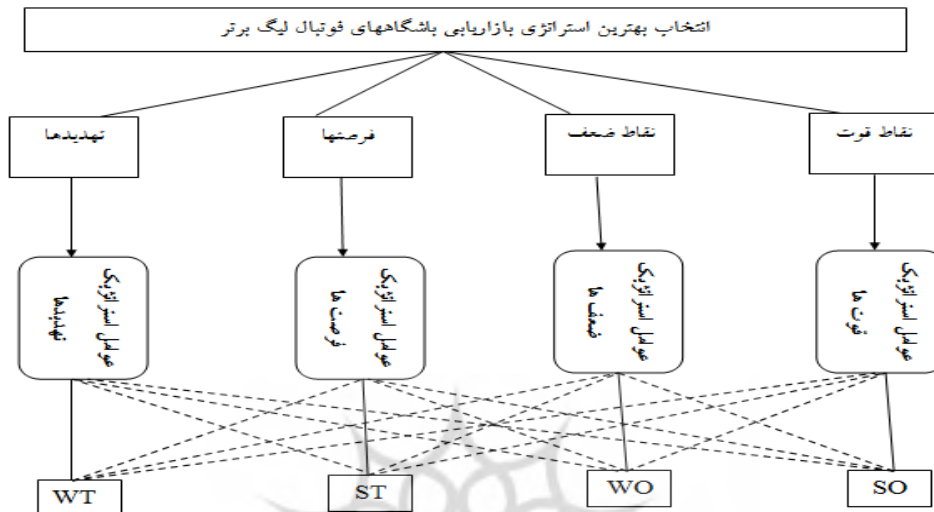 انتخاب بهترین استراتژی بازاریابی باشگاههای فوتبال لیگ برتر
نقاط قوت
نقاط ضعف
فرصتها
تهدیدها
عوامل استراتژیک
قوت ها
عوامل استراتژیک
ضعف ها
عوامل استراتژیک
فرصت ها
عوامل استراتژیک
تهدیدها
SO
WO
ST
WT